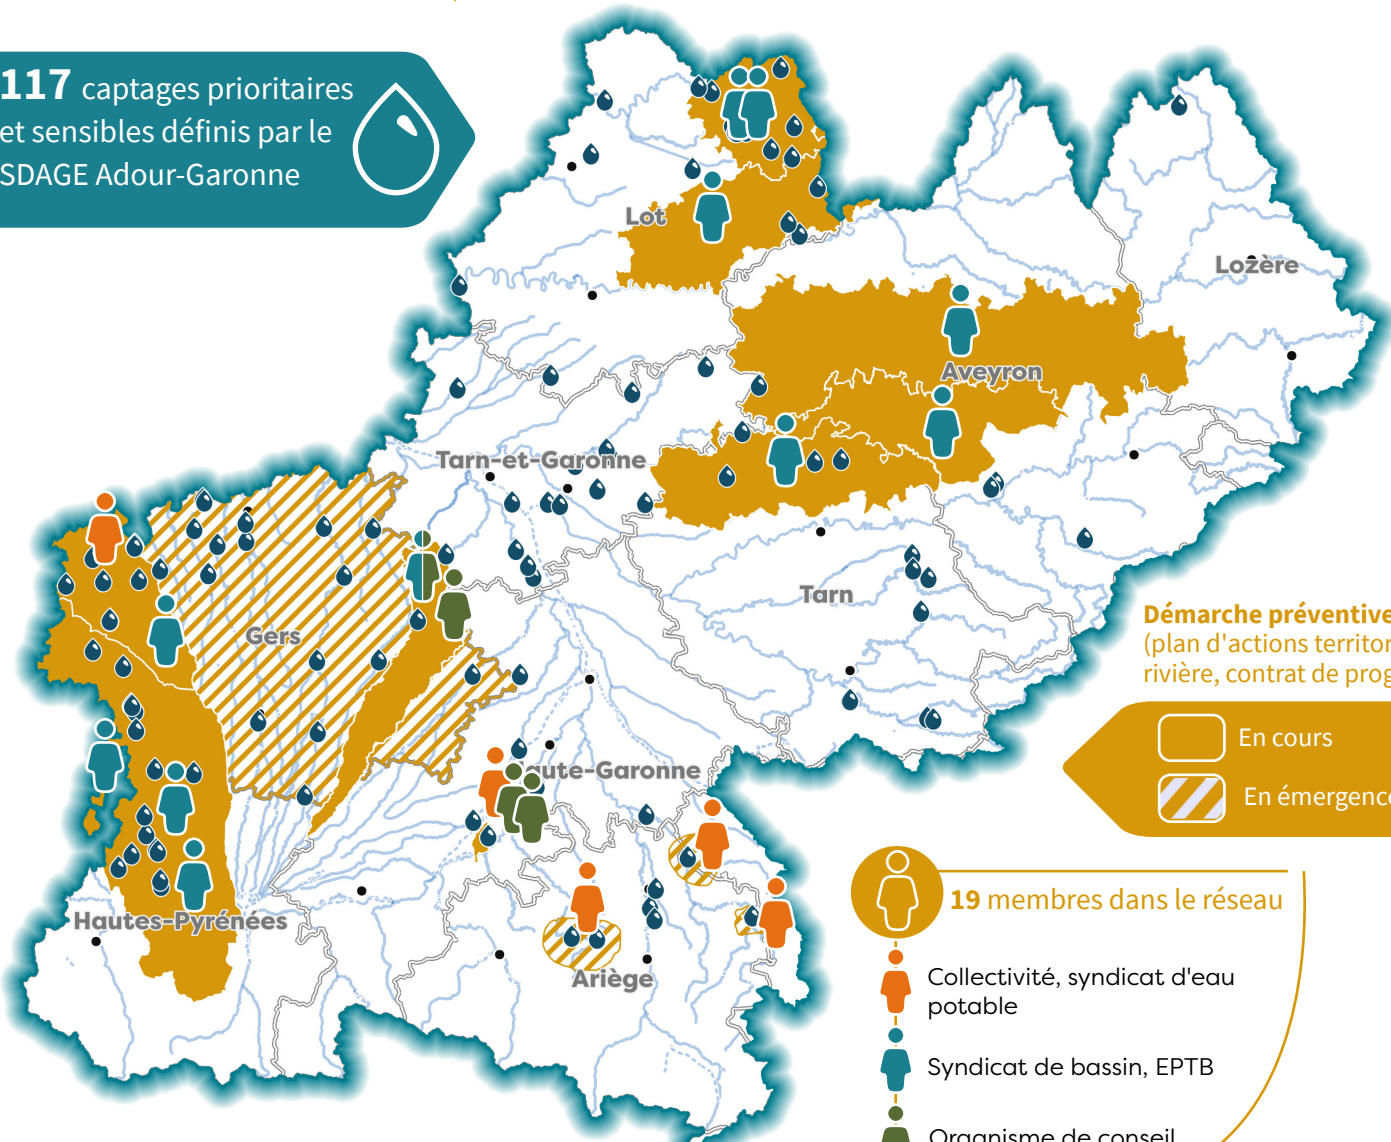 117 captages prioritaires
et sensibles définis par le
SDAGE Adour-Garonne
Lot
Lozère
Aveyron
Tarn-et-Garonne
Tarn
Gers
Démarche préventive
(plan d'actions territor
rivière, contrat de prog
En cours
En émergence
aute-Garonne
Hautes-Pyrénées
Ariège
19 membres dans le réseau
Collectivité, syndicat d'eau
potable
Syndicat de bassin, EPTB
Organisme de conseil